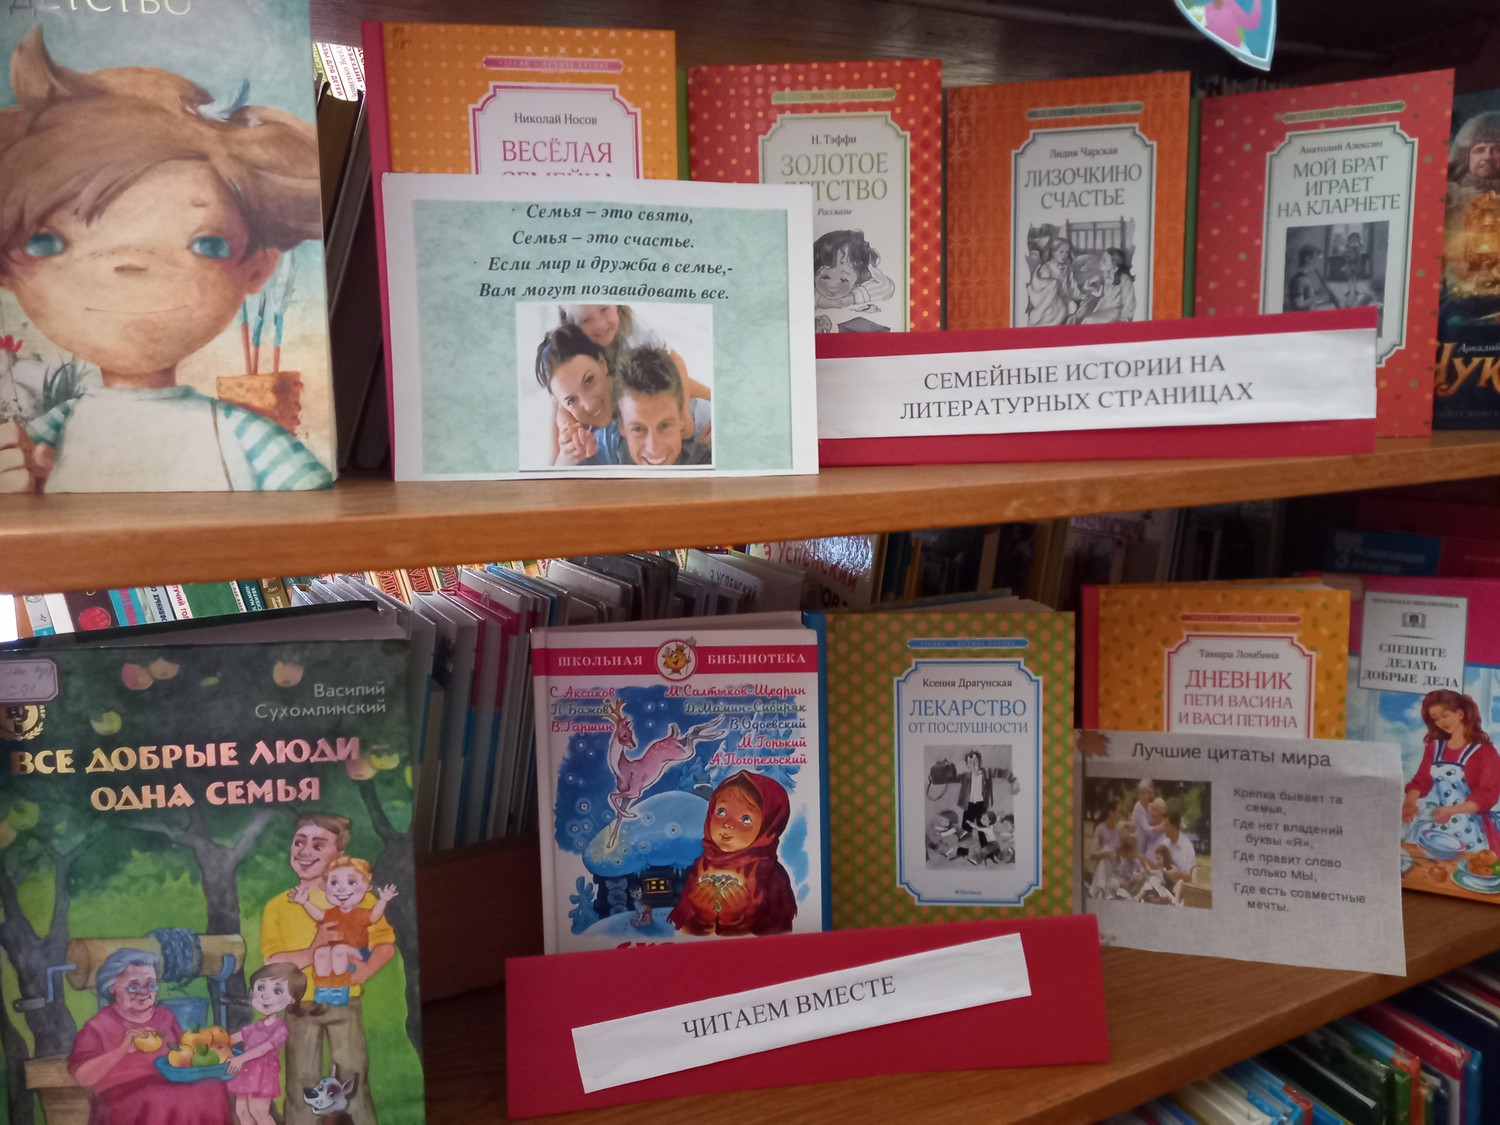 ДЕТСТВО
Николай Носов
ВЕСЁЛАЯ
СЕМЕЙКА
Н. Тэффи
ЗОЛОТОЕ
ДЕТСТВО
Рассказы
Лидия Чарская
ЛИЗОЧКИНО
СЧАСТЬЕ
Анатолий Алексин
МОЙ БРАТ
ИГРАЕТ
НА КЛАРНЕТЕ
Семья – это свято,
Семья – это счастье.
Если мир и дружба в семье,-
Вам могут позавидовать все.
СЕМЕЙНЫЕ ИСТОРИИ НА
ЛИТЕРАТУРНЫХ СТРАНИЦАХ
Василий
Сухомлинский
ВСЕ ДОБРЫЕ ЛЮДИ
ОДНА СЕМЬЯ
ШКОЛЬНАЯ БИБЛИОТЕКА
С. Аксаков
П. Бажов
В. Гаршин
М. Салтыков-Щедрин
Д. Мамин-Сибиряк
В. Одоевский
М. Горький
А. Погорельский
Ксения Драгунская
ЛЕКАРСТВО
ОТ ПОСЛУШНОСТИ
Тамара Ломбина
ДНЕВНИК
ПЕТИ ВАСИНА
И ВАСИ ПЕТИНА
СПЕШИТЕ
ДЕЛАТЬ
ДОБРЫЕ ДЕЛА
Лучшие цитаты мира
Крепка бывает та
семья,
Где нет владений
буквы «Я»,
Где правит слово
только МЫ,
Где есть совместные
мечты.
ЧИТАЕМ ВМЕСТЕ